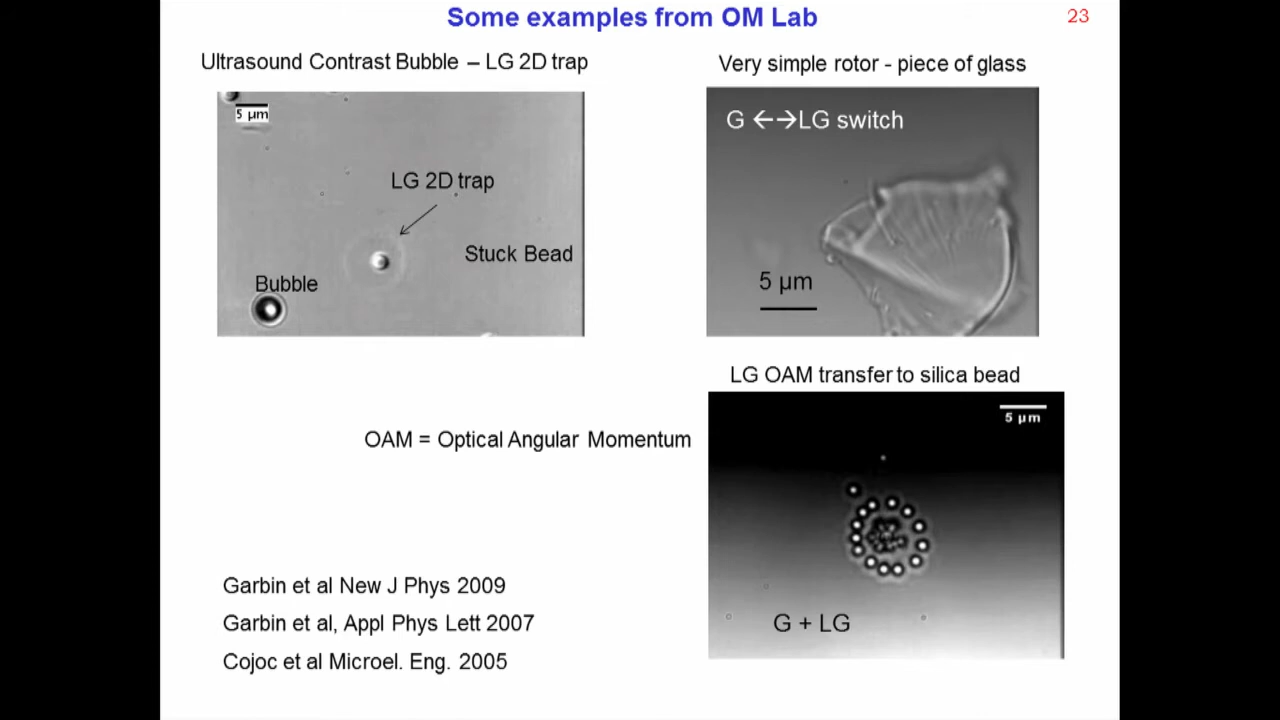 Some examples from OM Lab
23
Ultrasound Contrast Bubble – LG 2D trap
5 µm
LG 2D trap
Stuck Bead
Bubble
Very simple rotor - piece of glass
G ←→LG switch
5 µm
LG OAM transfer to silica bead
5 µm
G + LG
OAM = Optical Angular Momentum
Garbin et al New J Phys 2009
Garbin et al, Appl Phys Lett 2007
Cojoc et al Microel. Eng. 2005